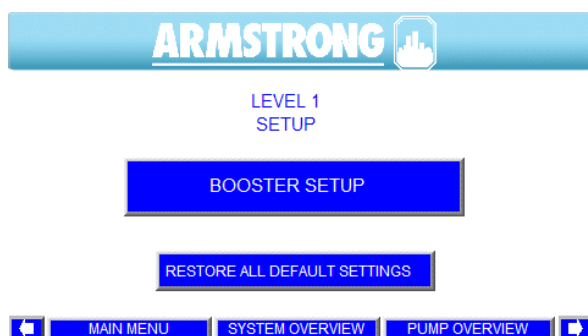 ARMSTRONG
LEVEL 1
SETUP
BOOSTER SETUP
RESTORE ALL DEFAULT SETTINGS
MAIN MENU SYSTEM OVERVIEW PUMP OVERVIEW